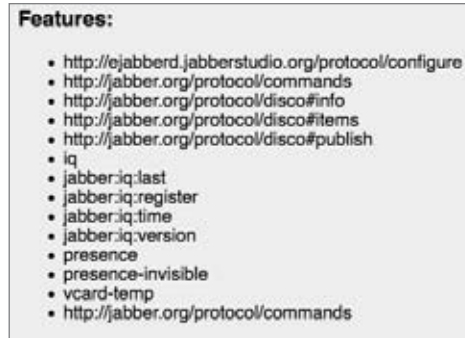 Features:
http://ejabberd.jabberstudio.org/protocol/configure
http://jabber.org/protocol/commands
http://jabber.org/protocol/disco#info
http://jabber.org/protocol/disco#items
http://jabber.org/protocol/disco#publish
iq
jabber:iq:last
jabber:iq:register
jabber:iq:time
jabber:iq:version
presence
presence-invisible
vcard-temp
http://jabber.org/protocol/commands